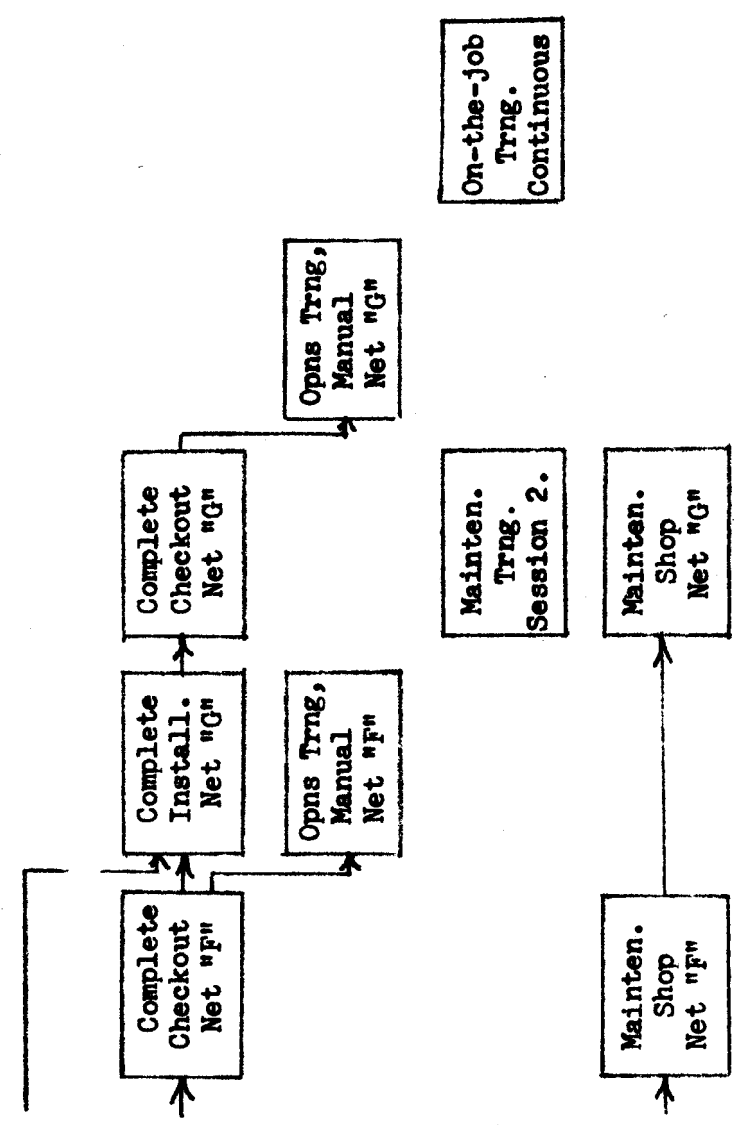 Complete
Checkout
Net "F"
Complete
Install.
Net "G"
Complete
Checkout
Net "G"
Opns Trng,
Manual
Net "F"
Opns Trng,
Manual
Net "G"
Mainten.
Trng.
Session 2.
On-the-job
Trng.
Continuous
Mainten.
Shop
Net "F"
Mainten.
Shop
Net "G"